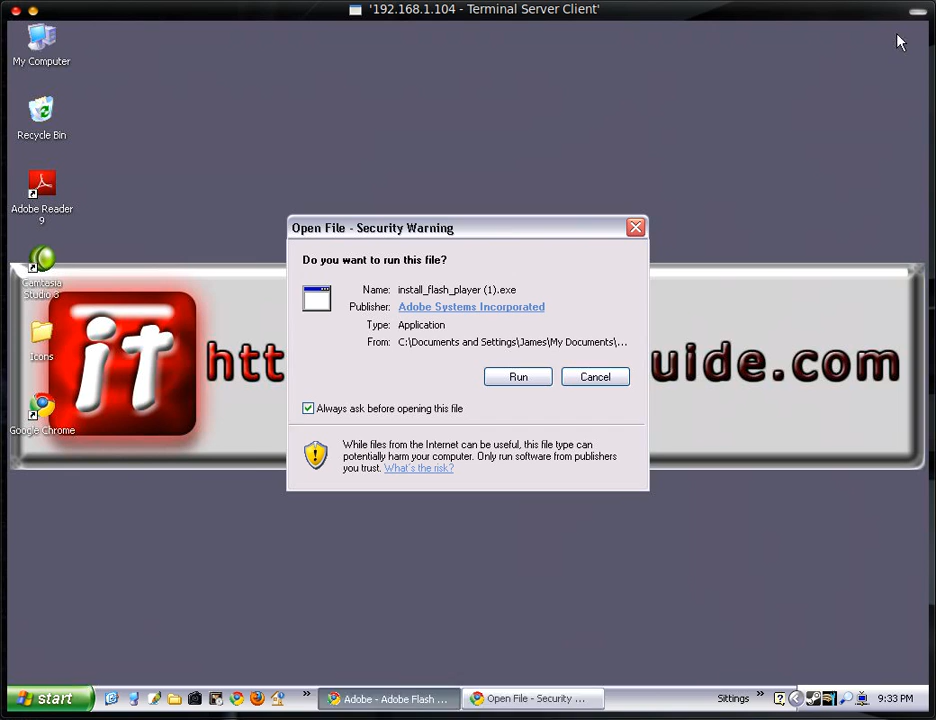 '192.168.1.104 - Terminal Server Client'
My Computer
Recycle Bin
Adobe Reader
9
Camtasia
Studio 8
Icons
Google Chrome
it
htt
uide.com
Open File - Security Warning
Do you want to run this file?
Name: install_flash_player (1).exe
Publisher: Adobe Systems Incorporated
Type: Application
From: C:\Documents and Settings\James\My Documents\...
Run
Cancel
Always ask before opening this file
While files from the Internet can be useful, this file type can
potentially harm your computer. Only run software from publishers
you trust. What's the risk?
start
»
Adobe - Adobe Flash ...
Open File - Security ...
Sittings
»
9:33 PM